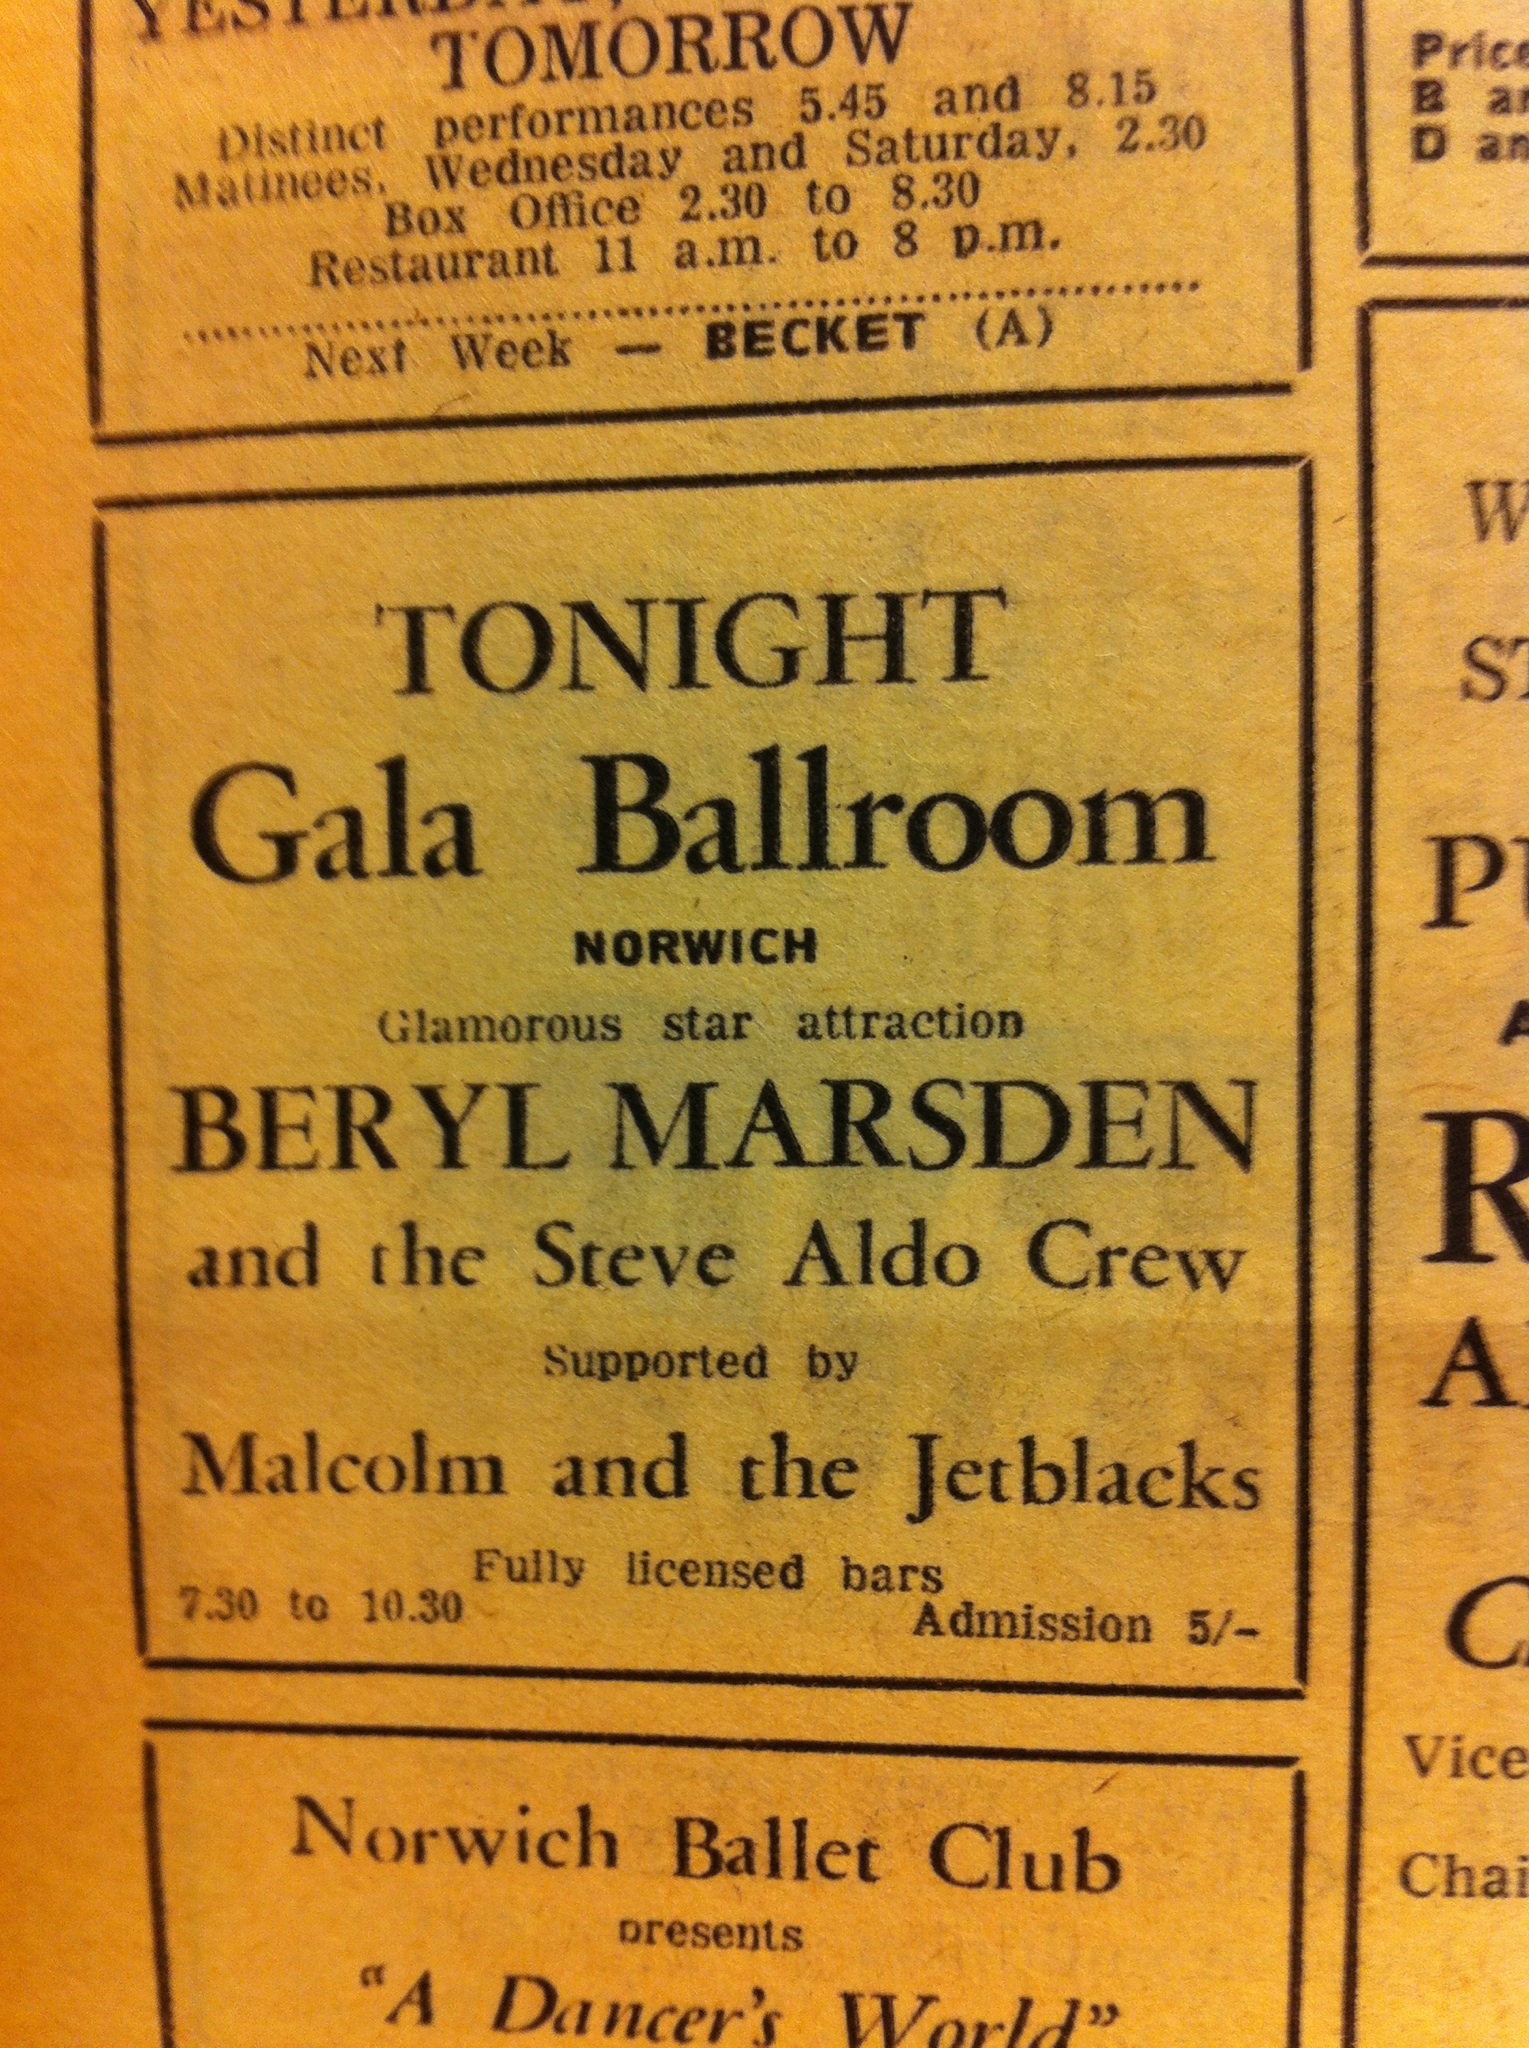 YESTERDAY,
TOMORROW
Distinct performances 5.45 and 8.15
Matinees, Wednesday and Saturday, 2.30
Box Office 2.30 to 8.30
Restaurant 11 a.m. to 8 p.m.
Next Week — BECKET (A)
TONIGHT
Gala Ballroom
NORWICH
Glamorous star attraction
BERYL MARSDEN
and the Steve Aldo Crew
Supported by
Malcolm and the Jetblacks
Fully licensed bars
7.30 to 10.30
Admission 5/-
Norwich Ballet Club
presents
"A Dancer's World"
Price
B
D
Vice